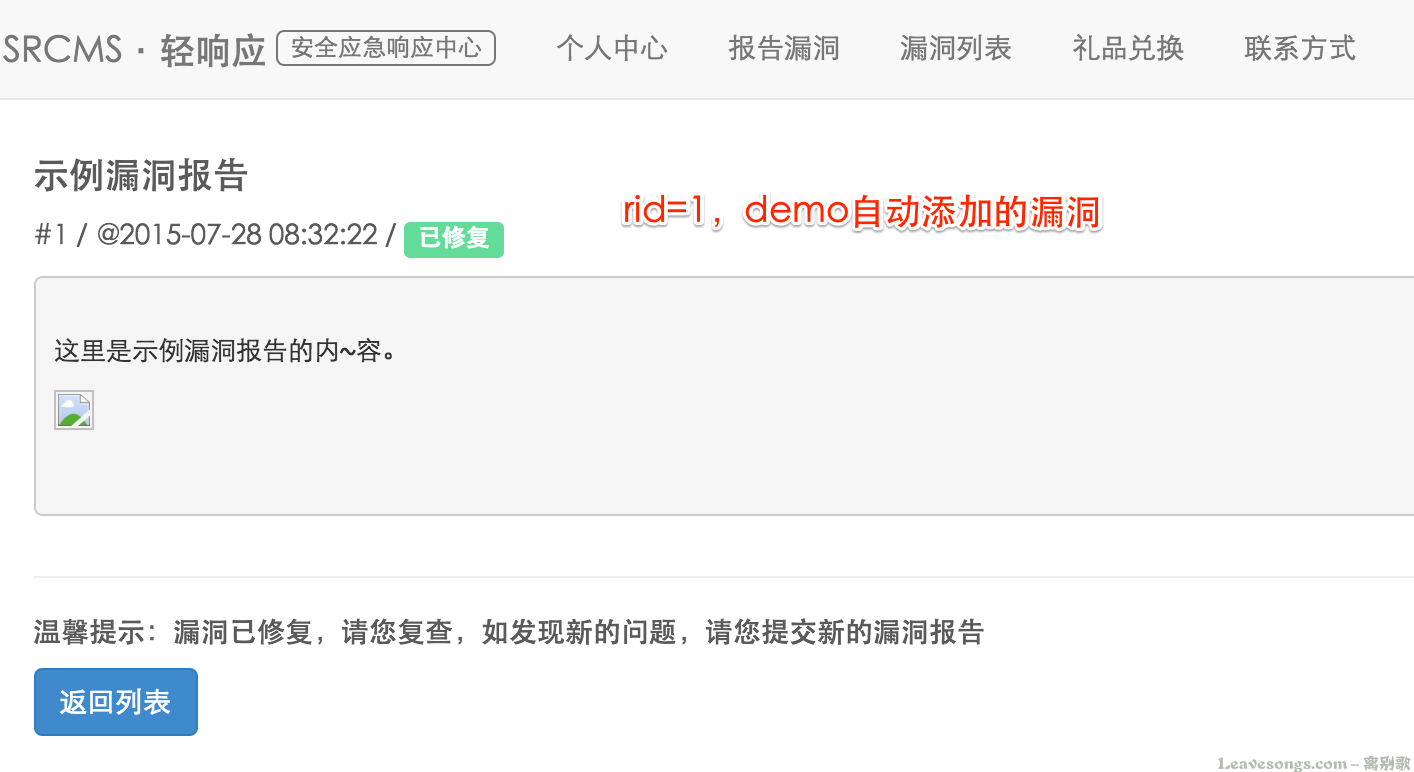 SRCMS · 轻响应 安全应急响应中心 个人中心 报告漏洞 漏洞列表 礼品兑换 联系方式
示例漏洞报告
rid=1，demo自动添加的漏洞
#1 / @2015-07-28 08:32:22 / 已修复
这里是示例漏洞报告的内~容。
温馨提示：漏洞已修复，请您复查，如发现新的问题，请您提交新的漏洞报告
返回列表
Leavesongs.com – 离别歌